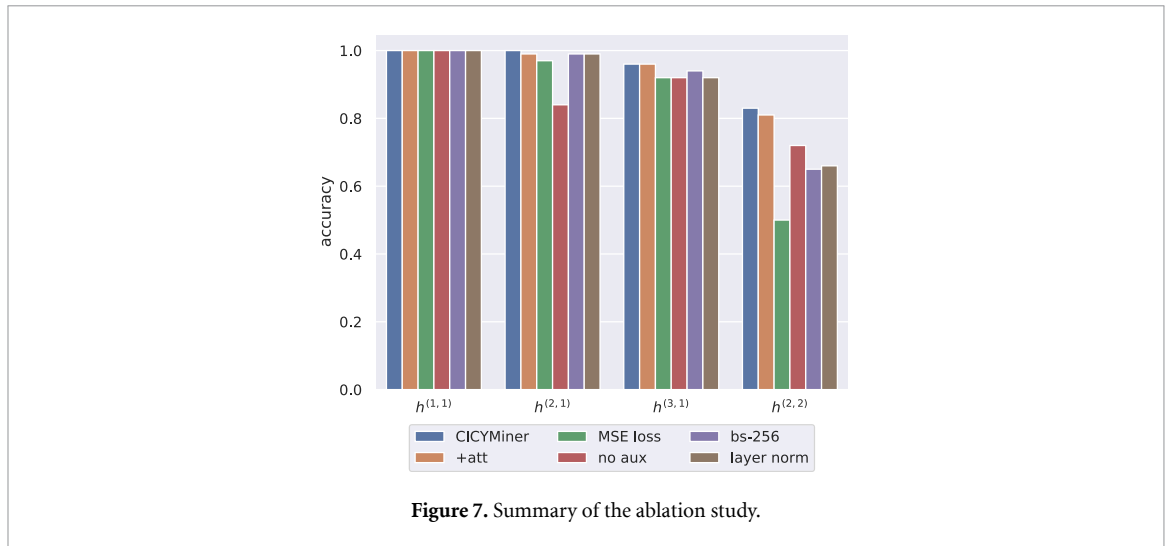 1.0
0.8
0.6
0.4
0.2
0.0
accuracy
h^(1,1) h^(2,1) h^(3,1) h^(2,2)
CICYMiner MSE loss bs-256
+att no aux layer norm
Figure 7. Summary of the ablation study.